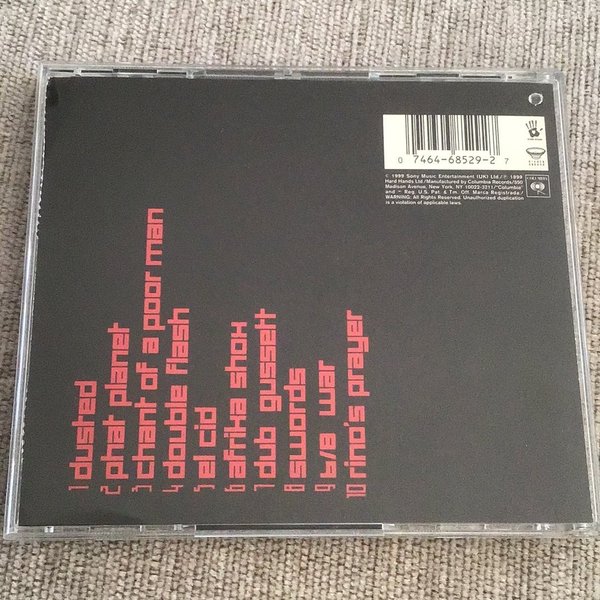 0 7464-68529-2 7
© 1999 Sony Music Entertainment (UK) Ltd./℗ 1999
Hard Hands Ltd/Manufactured by Columbia Records/550
Madison Avenue, New York, NY 10022-3211/"Columbia"
and Reg. U.S. Pat. & Tm. Off. Marca Registrada./
WARNING: All Rights Reserved. Unauthorized duplication
is a violation of applicable laws.
1 dusted
2 phat planet
3 chant of a poor man
4 double flash
5 el cid
6 afrika shox
7 dub gussett
8 swords
9 6/8 war
10 rino's prayer